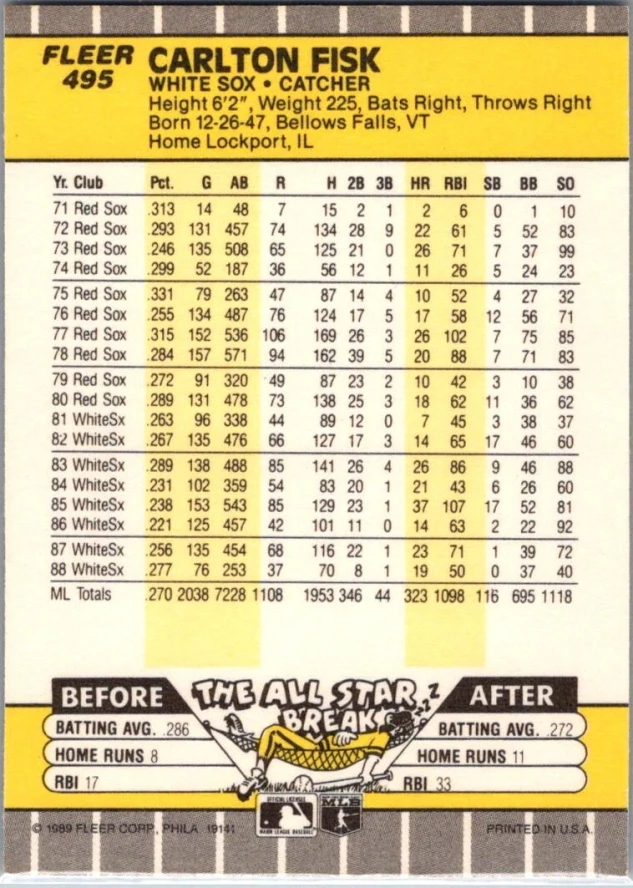 FLEER
495
CARLTON FISK
WHITE SOX • CATCHER
Height 6'2", Weight 225, Bats Right, Throws Right
Born 12-26-47, Bellows Falls, VT
Home Lockport, IL
Yr. Club Pct. G AB R H 2B 3B HR RBI SB BB SO
71 Red Sox .313 14 48 7 15 2 1 2 6 0 1 10
72 Red Sox .293 131 457 74 134 28 9 22 61 5 52 83
73 Red Sox .246 135 508 65 125 21 0 26 71 7 37 99
74 Red Sox .299 52 187 36 56 12 1 11 26 5 24 23
75 Red Sox .331 79 263 47 87 14 4 10 52 4 27 32
76 Red Sox .255 134 487 76 124 17 5 17 58 12 56 71
77 Red Sox .315 152 536 106 169 26 3 26 102 7 75 85
78 Red Sox .284 157 571 94 162 39 5 20 88 7 71 83
79 Red Sox .272 91 320 49 87 23 2 10 42 3 10 38
80 Red Sox .289 131 478 73 138 25 3 18 62 11 36 62
81 WhiteSx .263 96 338 44 89 12 0 7 45 3 38 37
82 WhiteSx .267 135 476 66 127 17 3 14 65 17 46 60
83 WhiteSx .289 138 488 85 141 26 4 26 86 9 46 88
84 WhiteSx .231 102 359 54 83 20 1 21 43 6 26 60
85 WhiteSx .238 153 543 85 129 23 1 37 107 17 52 81
86 WhiteSx .221 125 457 42 101 11 0 14 63 2 22 92
87 WhiteSx .256 135 454 68 116 22 1 23 71 1 39 72
88 WhiteSx .277 76 253 37 70 8 1 19 50 0 37 40
ML Totals .270 2038 7228 1108 1953 346 44 323 1098 116 695 1118
BEFORE THE ALL STAR BREAK AFTER
Z-Z-Z
BATTING AVG. .286 BATTING AVG. .272
HOME RUNS 8 HOME RUNS 11
RBI 17 RBI 33
OFFICIAL LICENSEE
MAJOR LEAGUE BASEBALL
MLB
© 1989 FLEER CORP., PHILA. 19141 PRINTED IN U.S.A.